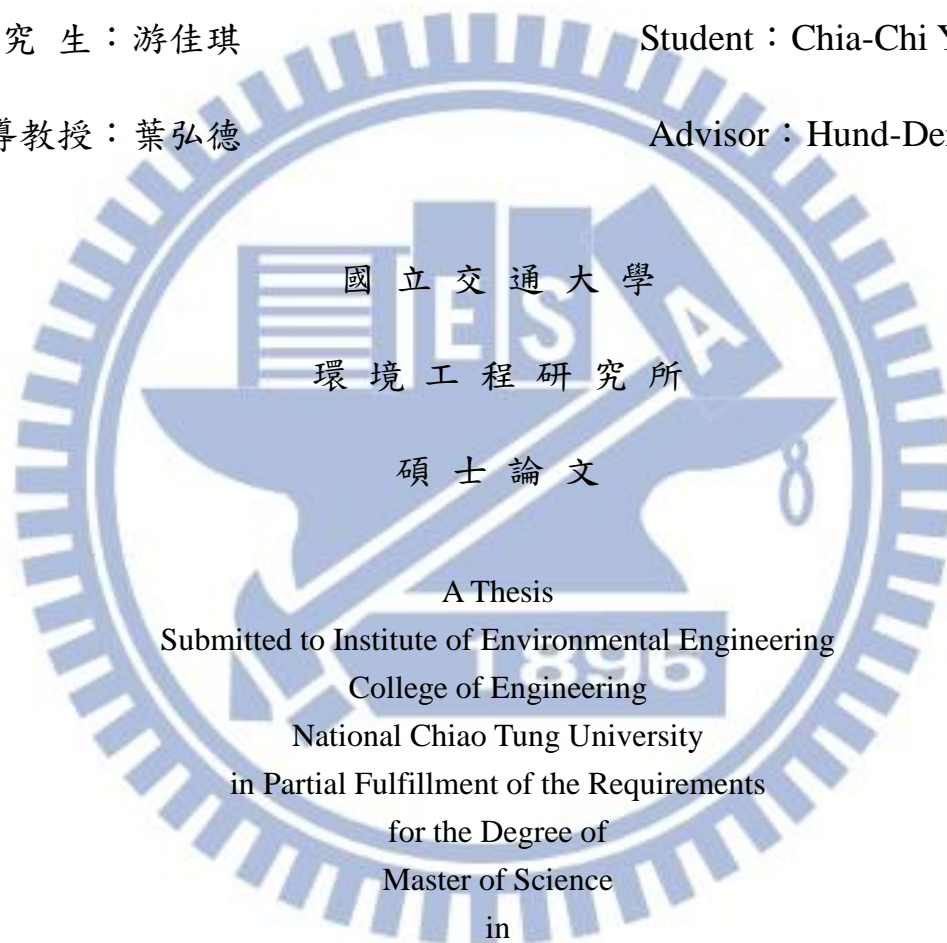 究 生：游佳琪 Student：Chia-Chi Y
導教授：葉弘德 Advisor：Hund-De
國 立 交 通 大 學
ES
A
環 境 工 程 研 究 所
碩 士 論 文
A Thesis
Submitted to Institute of Environmental Engineering
1896
College of Engineering
National Chiao Tung University
in Partial Fulfillment of the Requirements
for the Degree of
Master of Science
in